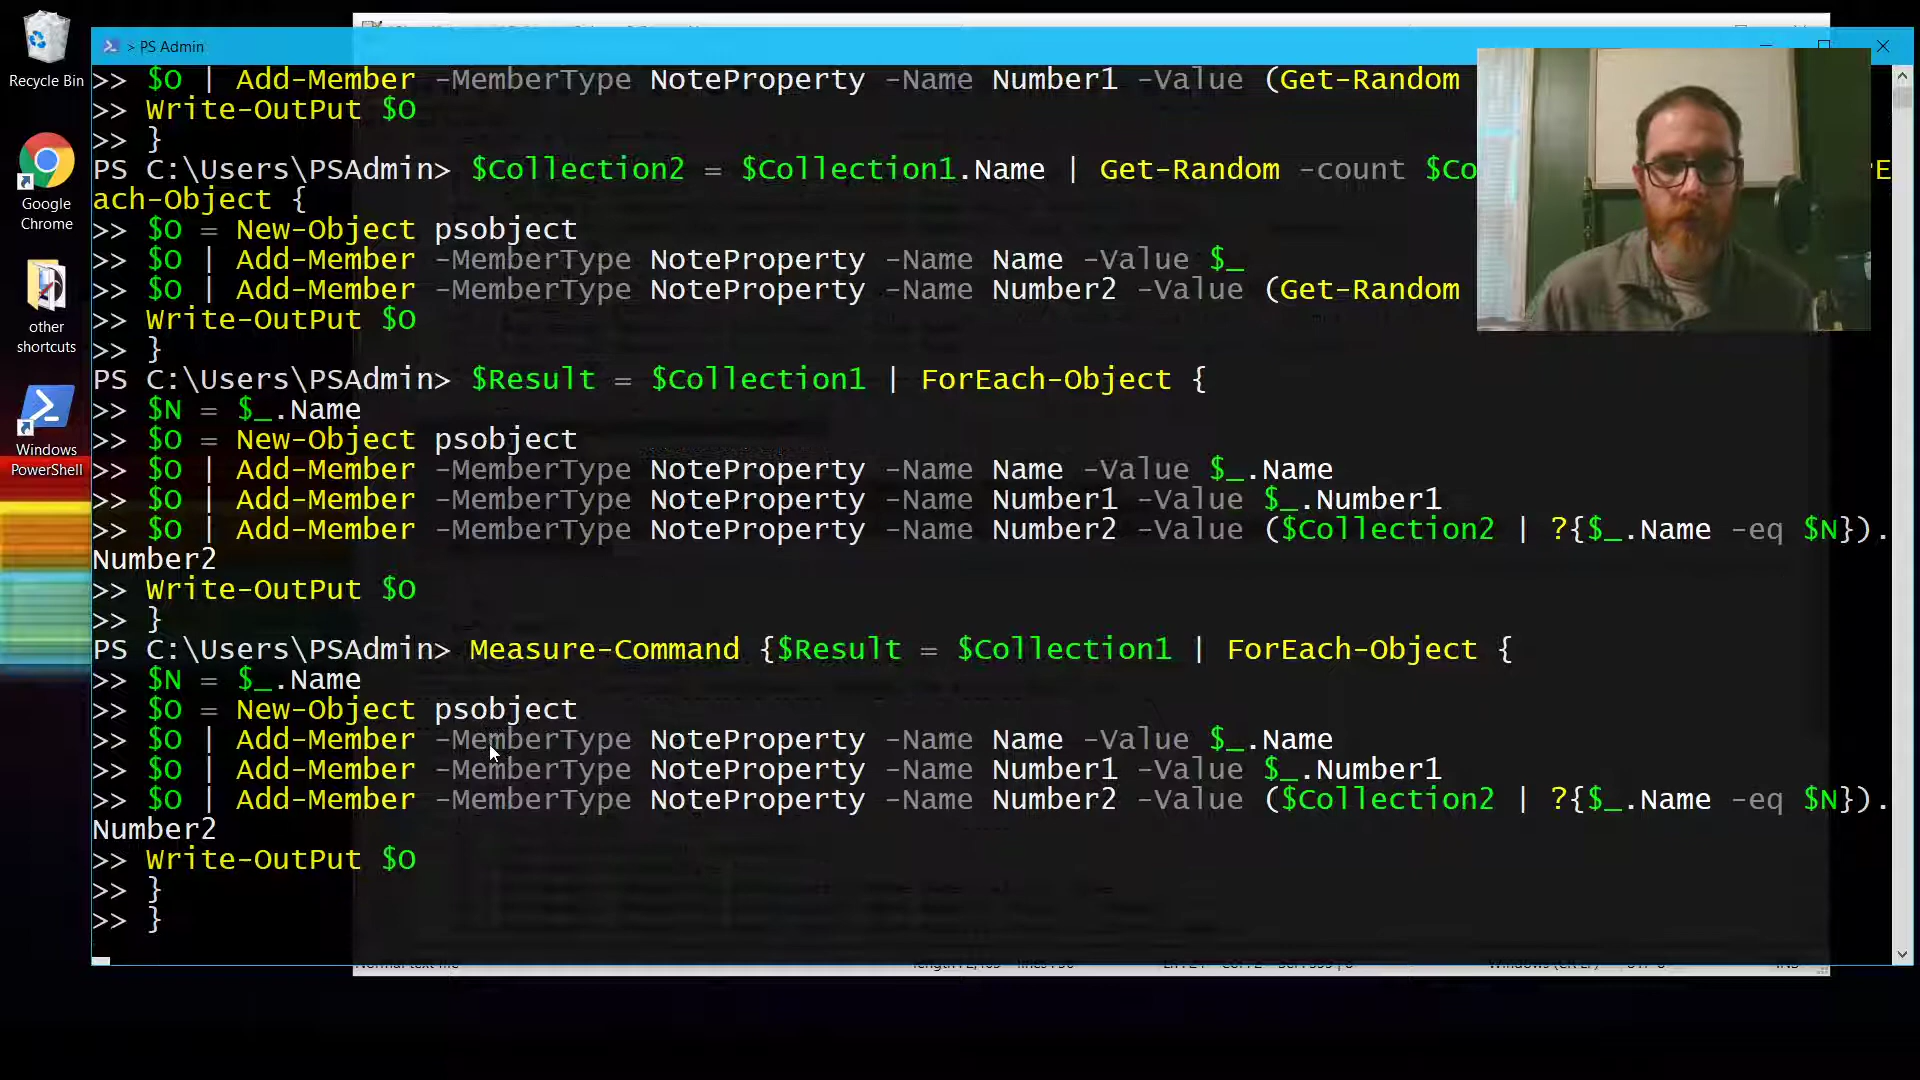 > PS Admin
>> $O | Add-Member -MemberType NoteProperty -Name Number1 -Value (Get-Random
>> Write-OutPut $O
>> }
PS C:\Users\PSAdmin> $Collection2 = $Collection1.Name | Get-Random -count $Co
ach-Object {
>> $O = New-Object psobject
>> $O | Add-Member -MemberType NoteProperty -Name Name -Value $_
>> $O | Add-Member -MemberType NoteProperty -Name Number2 -Value (Get-Random
>> Write-OutPut $O
>> }
PS C:\Users\PSAdmin> $Result = $Collection1 | ForEach-Object {
>> $N = $_.Name
>> $O = New-Object psobject
>> $O | Add-Member -MemberType NoteProperty -Name Name -Value $_.Name
>> $O | Add-Member -MemberType NoteProperty -Name Number1 -Value $_.Number1
>> $O | Add-Member -MemberType NoteProperty -Name Number2 -Value ($Collection2 | ?{$_.Name -eq $N}).
Number2
>> Write-OutPut $O
>> }
PS C:\Users\PSAdmin> Measure-Command {$Result = $Collection1 | ForEach-Object {
>> $N = $_.Name
>> $O = New-Object psobject
>> $O | Add-Member -MemberType NoteProperty -Name Name -Value $_.Name
>> $O | Add-Member -MemberType NoteProperty -Name Number1 -Value $_.Number1
>> $O | Add-Member -MemberType NoteProperty -Name Number2 -Value ($Collection2 | ?{$_.Name -eq $N}).
Number2
>> Write-OutPut $O
>> }
>> }
Recycle Bin
Google
Chrome
other
shortcuts
Windows
PowerShell